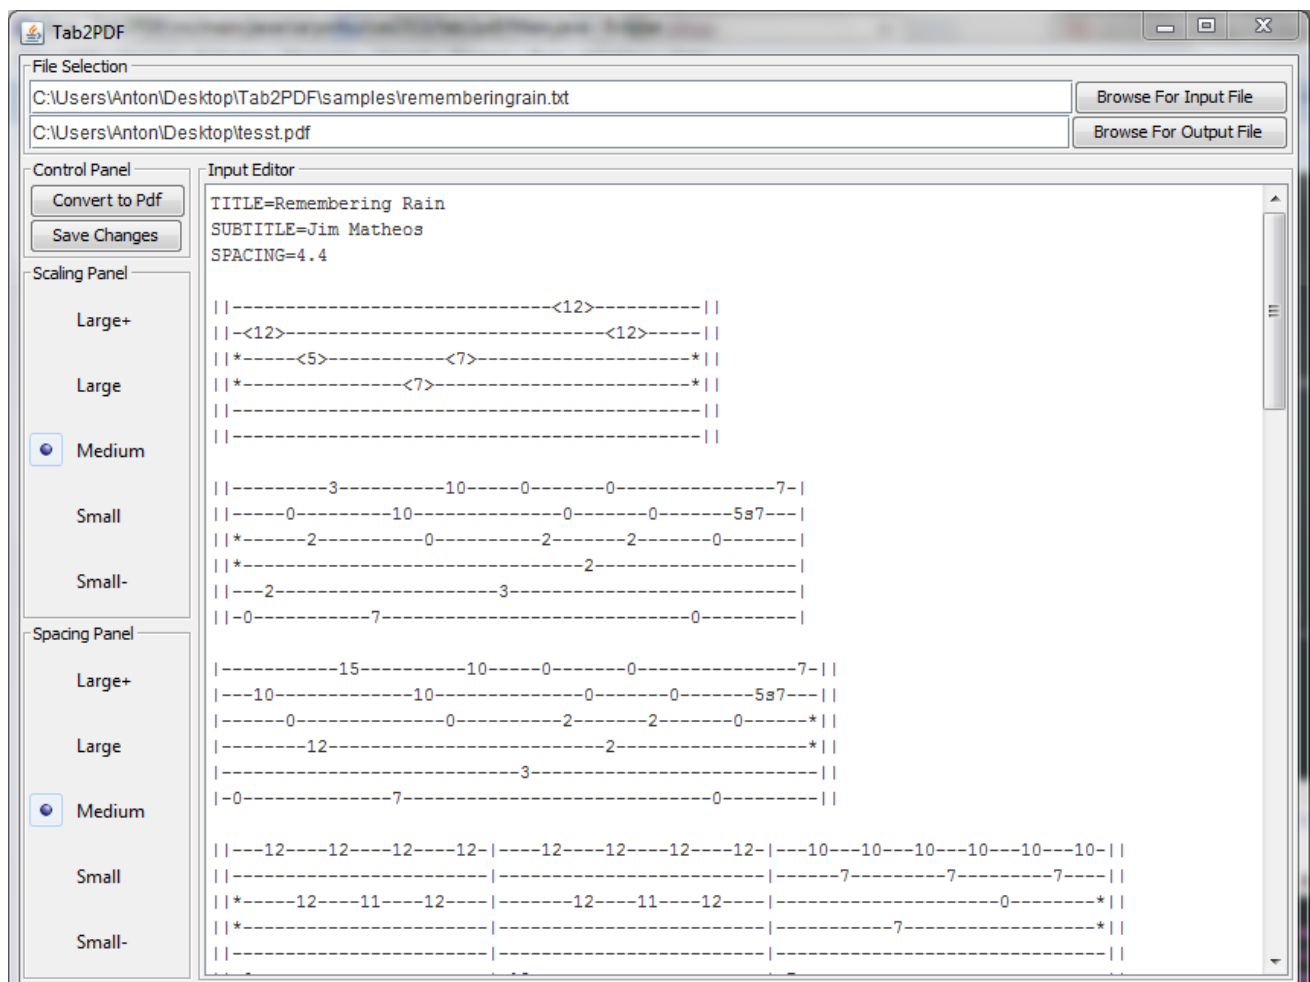 Tab2PDF
File Selection
C:\Users\Anton\Desktop\Tab2PDF\samples\rememberingrain.txt
Browse For Input File
C:\Users\Anton\Desktop\tesst.pdf
Browse For Output File
Control Panel
Convert to Pdf
Save Changes
Scaling Panel
Large+
Large
Medium
Small
Small-
Spacing Panel
Large+
Large
Medium
Small
Small-
Input Editor
TITLE=Remembering Rain
SUBTITLE=Jim Matheos
SPACING=4.4
||------------------------------<12>----------||
||-<12>------------------------------<12>-----||
||*-----<5>-----------<7>--------------------*||
||*---------------<7>------------------------*||
||--------------------------------------------||
||--------------------------------------------||
||---------3----------10-----0-------0---------------7-|
||-----0---------10--------------0-------0-------5s7---|
||*------2----------0----------2-------2-------0-------|
||*--------------------------------2-------------------|
||---2---------------------3---------------------------|
||-0-----------7-----------------------------0---------|
|-----------15----------10-----0-------0---------------7-||
|---10-------------10--------------0-------0-------5s7---||
|------0--------------0----------2-------2-------0------*||
|--------12--------------------------2------------------*||
|----------------------------3---------------------------||
|-0--------------7-----------------------------0---------||
||---12----12----12----12-|----12----12----12----12-|---10---10---10---10---10---10-||
||------------------------|-------------------------|------7---------7---------7----||
||*-----12----11----12----|-------12----11----12----|---------------------0--------*||
||*-----------------------|-------------------------|-----------7------------------*||
||------------------------|-------------------------|-------------------------------||